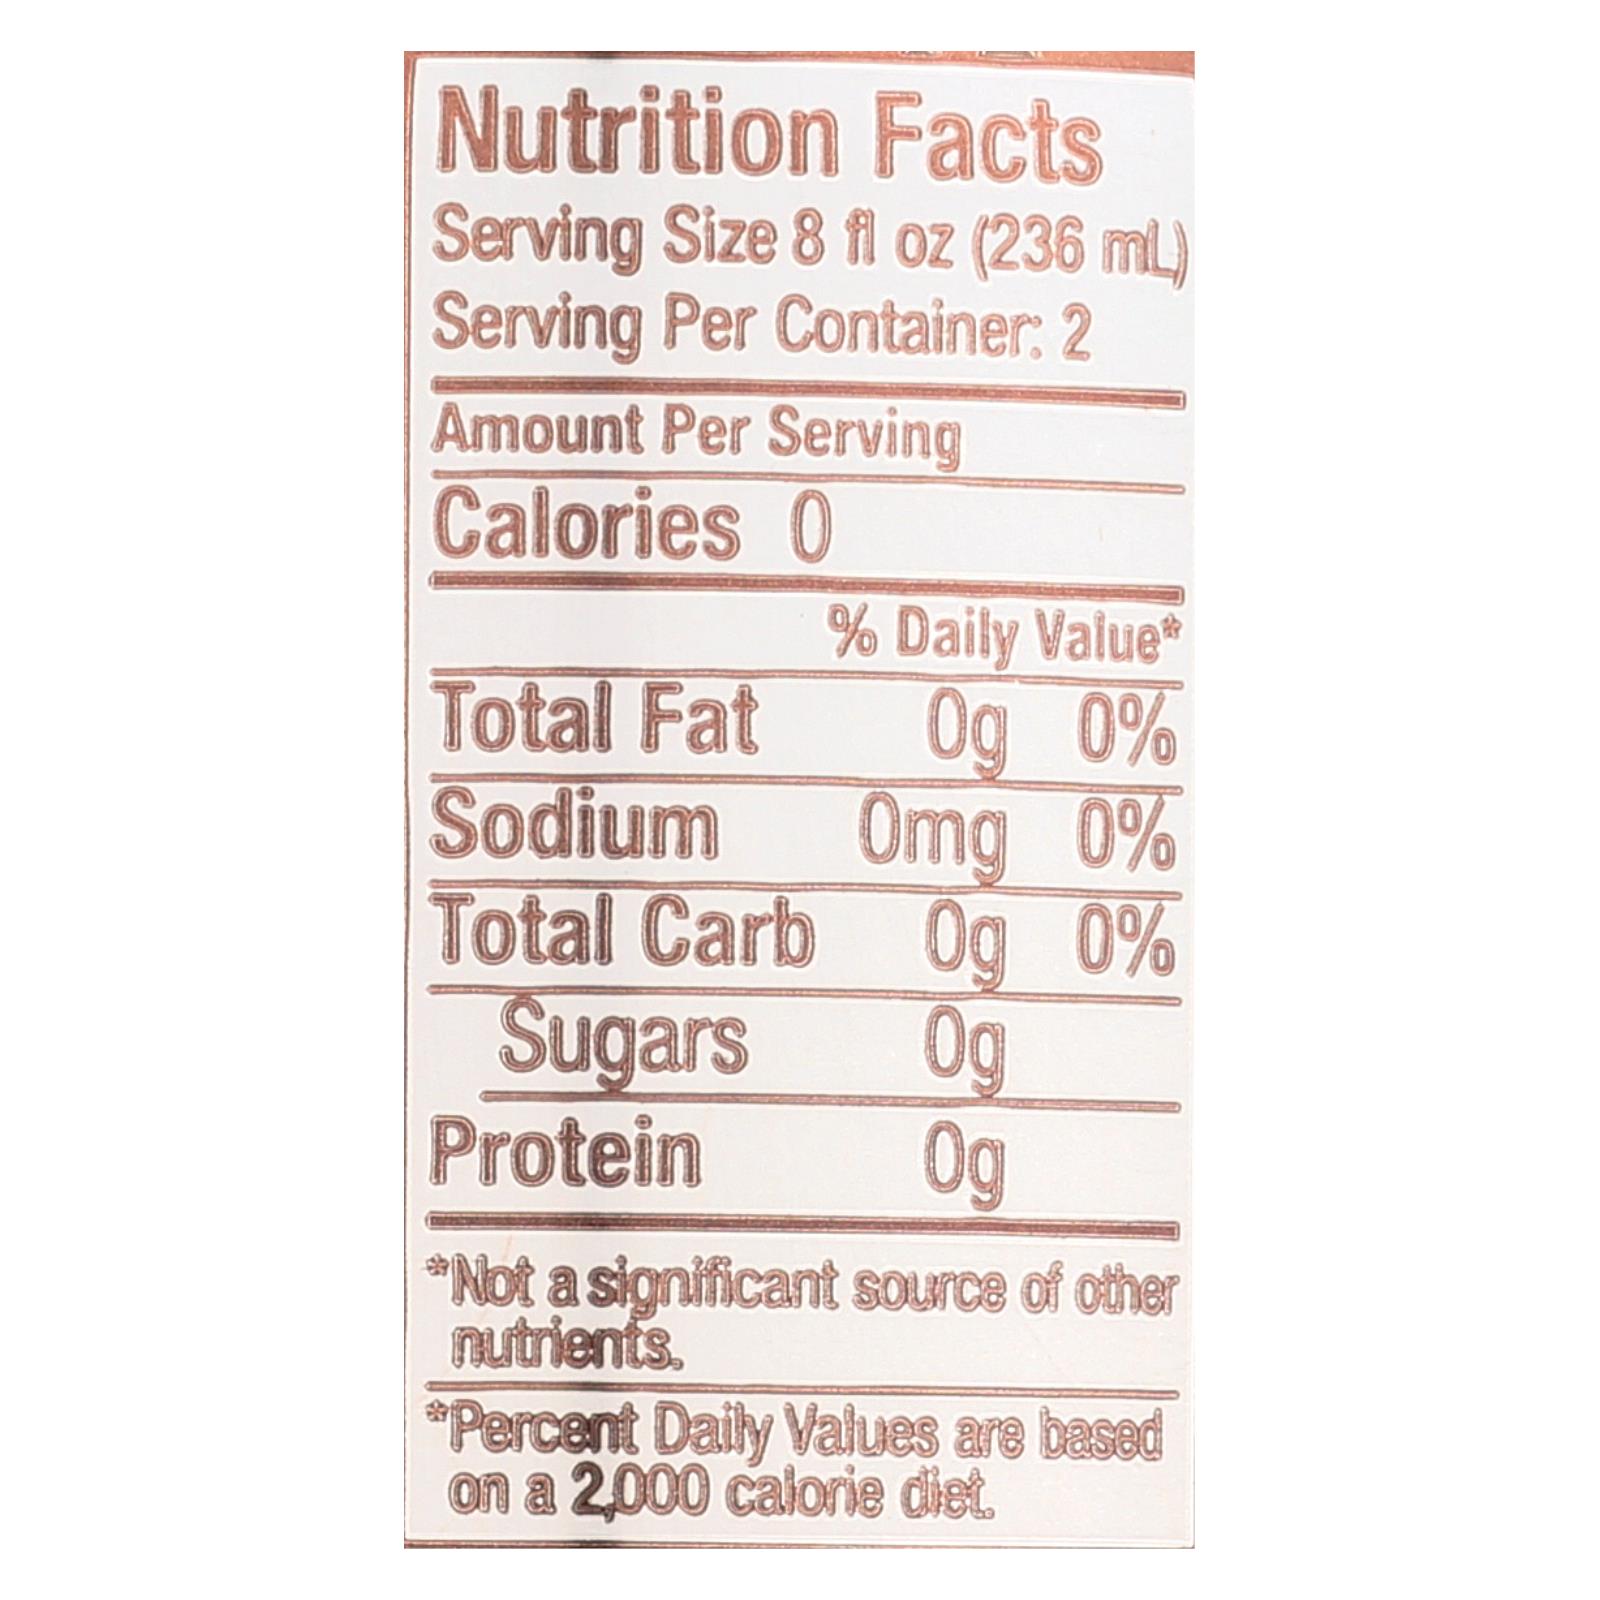 Nutrition Facts
Serving Size 8 fl oz (236 mL)
Serving Per Container: 2
Amount Per Serving
Calories 0
% Daily Value*
Total Fat 0g 0%
Sodium 0mg 0%
Total Carb 0g 0%
Sugars 0g
Protein 0g
*Not a significant source of other
nutrients.
*Percent Daily Values are based
on a 2,000 calorie diet.